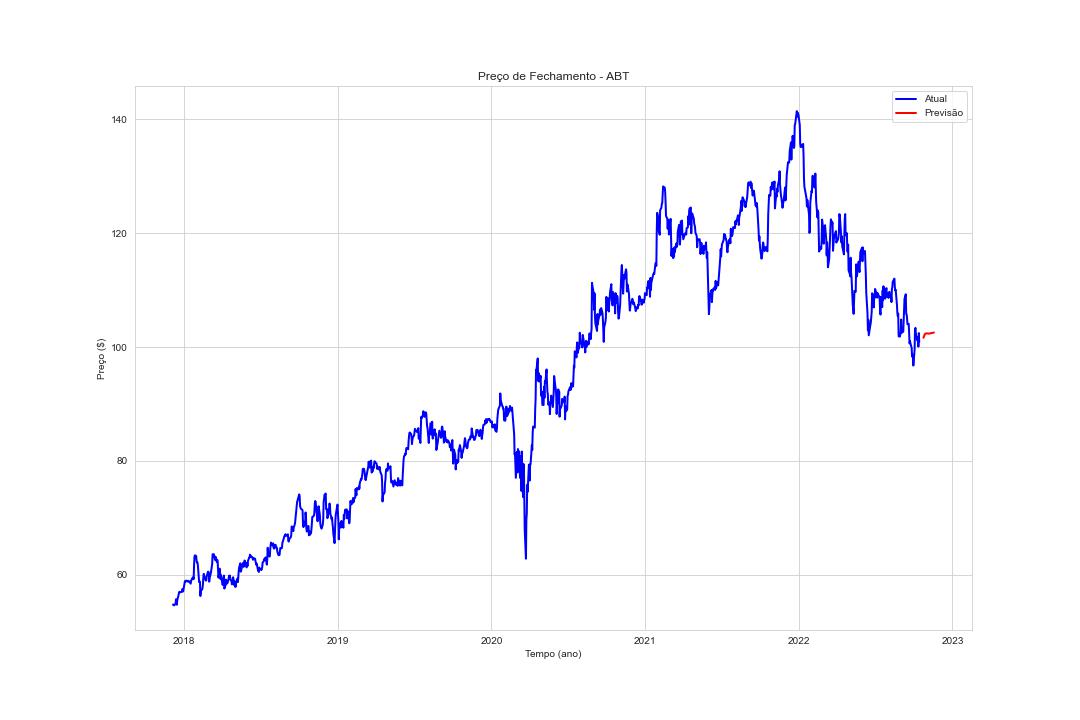 Preço de Fechamento - ABT
Atual
Previsão
140
120
100
80
60
Preço ($)
2018
2019
2020
2021
2022
2023
Tempo (ano)